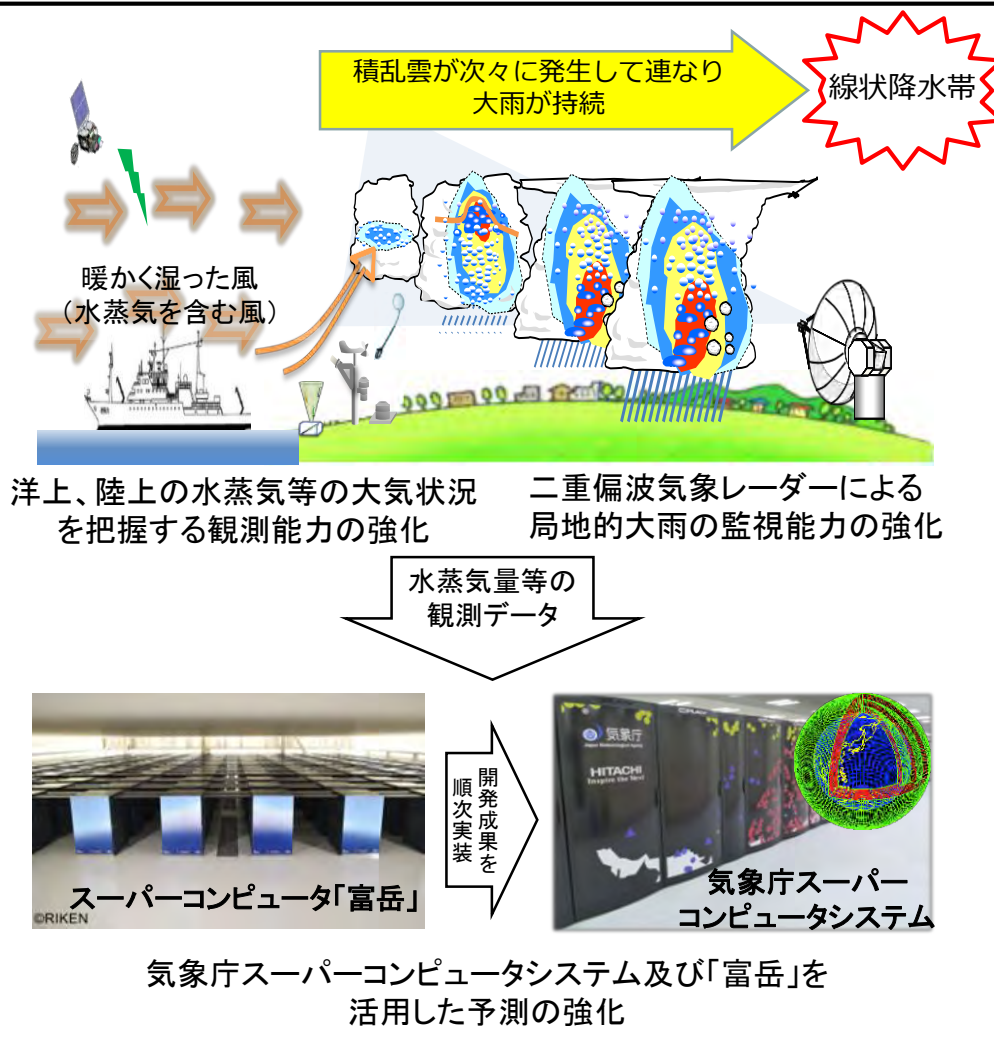 積乱雲が次々に発生して連なり
大雨が持続
線状降水帯
暖かく湿った風
（水蒸気を含む風）
洋上、陸上の水蒸気等の大気状況
を把握する観測能力の強化
二重偏波気象レーダーによる
局地的大雨の監視能力の強化
水蒸気量等の
観測データ
スーパーコンピュータ「富岳」
©RIKEN
開発成果を
順次実装
CRAY
気象庁
Japan Meteorological Agency
HITACHI
Inspire the Next
気象庁スーパー
コンピュータシステム
気象庁スーパーコンピュータシステム及び「富岳」を
活用した予測の強化